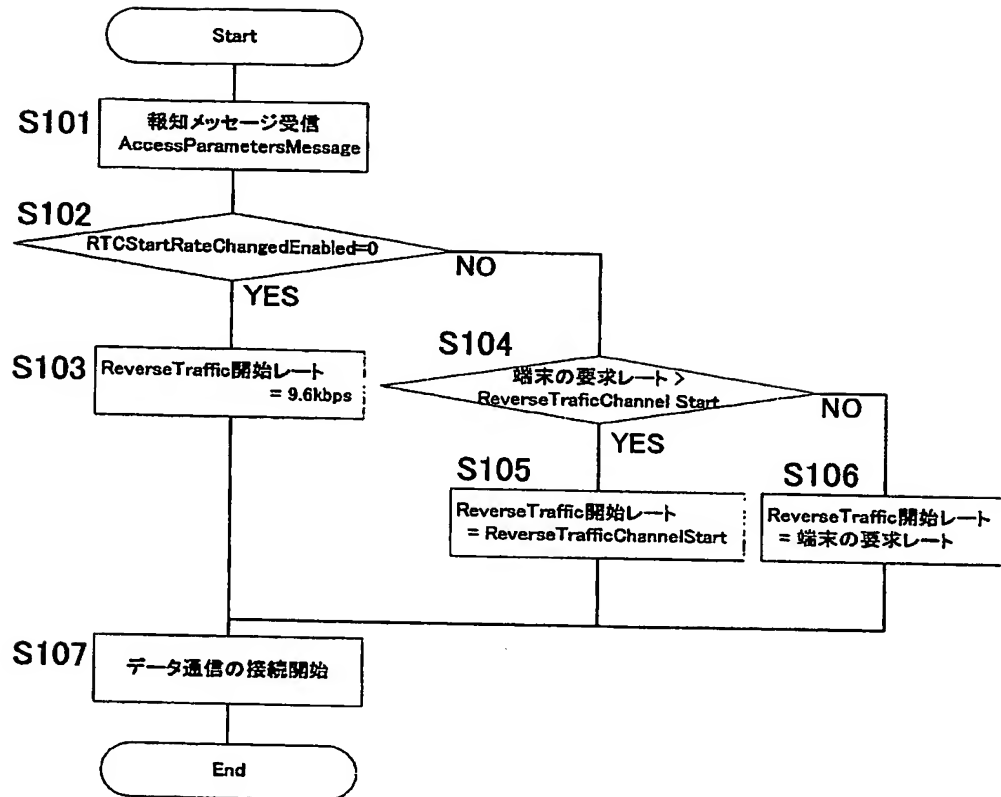 Start
S101
報知メッセージ受信
AccessParametersMessage
S102
RTCStartRateChangedEnabled=0
NO
YES
S103
ReverseTraffic開始レート
= 9.6kbps
S104
端末の要求レート >
ReverseTraficChannel Start
NO
YES
S105
ReverseTraffic開始レート
= ReverseTrafficChannelStart
S106
ReverseTraffic開始レート
= 端末の要求レート
S107
データ通信の接続開始
End